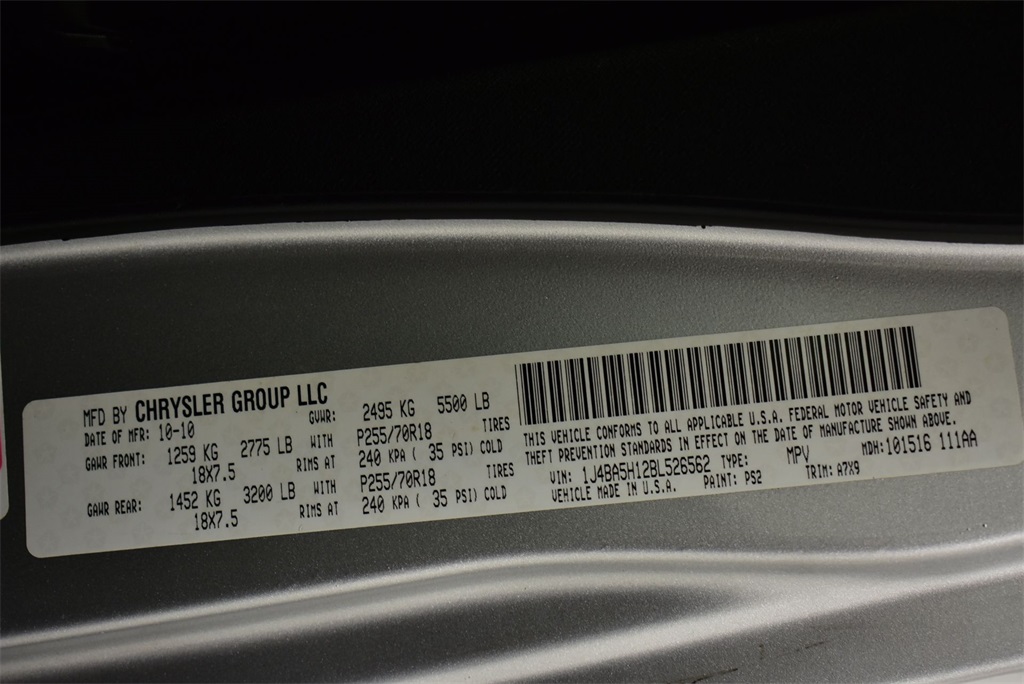 MFD BY CHRYSLER GROUP LLC
DATE OF MFR: 10-10 GVWR: 2495 KG 5500 LB
GAWR FRONT: 1259 KG 2775 LB WITH P255/70R18 TIRES
18X7.5 RIMS AT 240 KPA ( 35 PSI) COLD
GAWR REAR: 1452 KG 3200 LB WITH P255/70R18 TIRES
18X7.5 RIMS AT 240 KPA ( 35 PSI) COLD
THIS VEHICLE CONFORMS TO ALL APPLICABLE U.S.A. FEDERAL MOTOR VEHICLE SAFETY AND
THEFT PREVENTION STANDARDS IN EFFECT ON THE DATE OF MANUFACTURE SHOWN ABOVE.
VIN: 1J4BA5H12BL526562 TYPE: MPV MDH: 101516 111AA
VEHICLE MADE IN U.S.A. PAINT: PS2 TRIM: A7X9